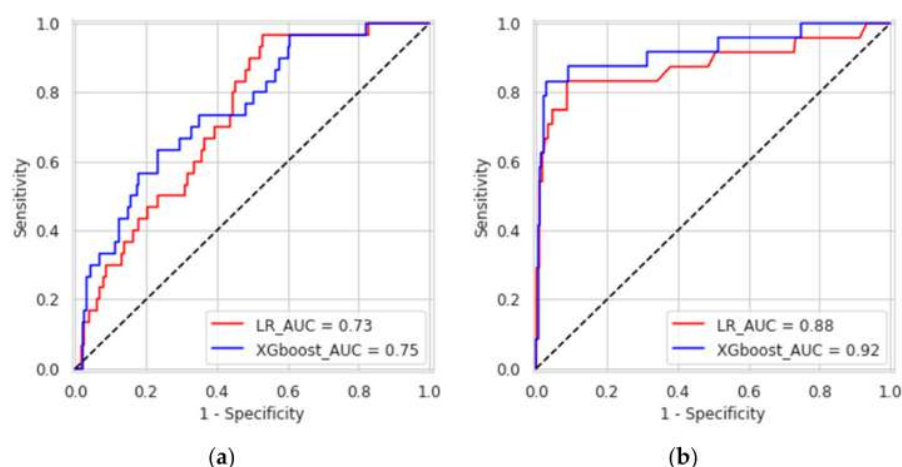 1.0
0.8
0.6
0.4
0.2
0.0
Sensitivity
0.0 0.2 0.4 0.6 0.8 1.0
1 - Specificity
LR_AUC = 0.73
XGboost_AUC = 0.75
(a)
1.0
0.8
0.6
0.4
0.2
0.0
Sensitivity
0.0 0.2 0.4 0.6 0.8 1.0
1 - Specificity
LR_AUC = 0.88
XGboost_AUC = 0.92
(b)